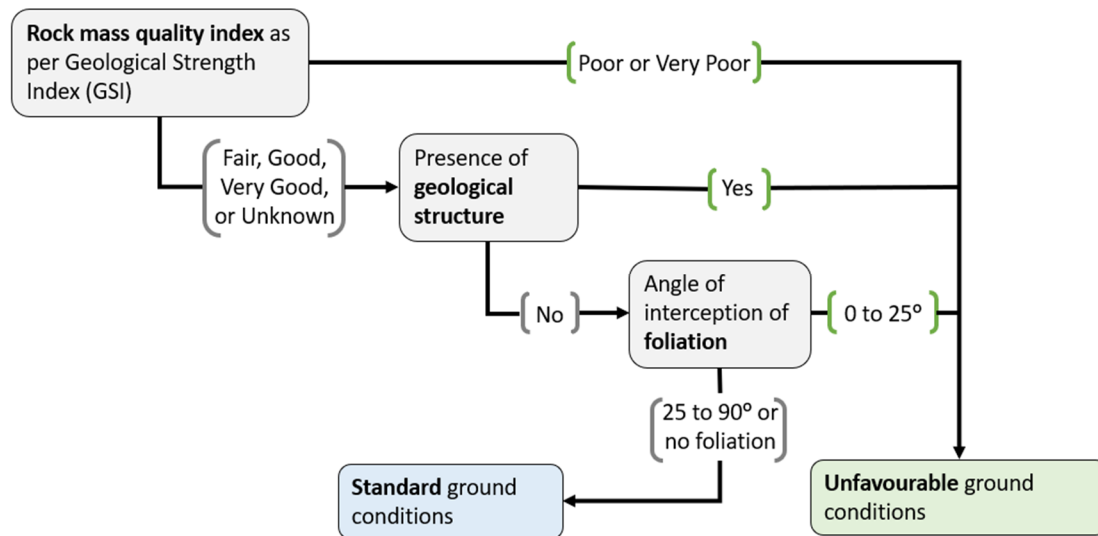 Rock mass quality index as
per Geological Strength
Index (GSI)
Poor or Very Poor
Fair, Good,
Very Good,
or Unknown
Presence of
geological
structure
Yes
No
Angle of
interception of
foliation
0 to 25º
25 to 90º or
no foliation
Standard ground
conditions
Unfavourable ground
conditions